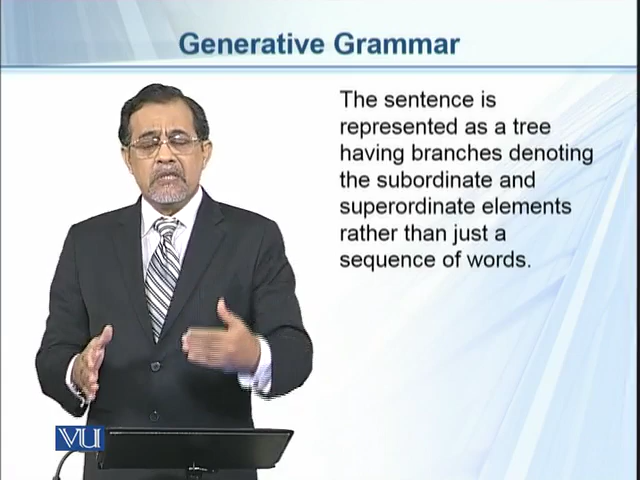 Generative Grammar
The sentence is
represented as a tree
having branches denoting
the subordinate and
superordinate elements
rather than just a
sequence of words.
VU